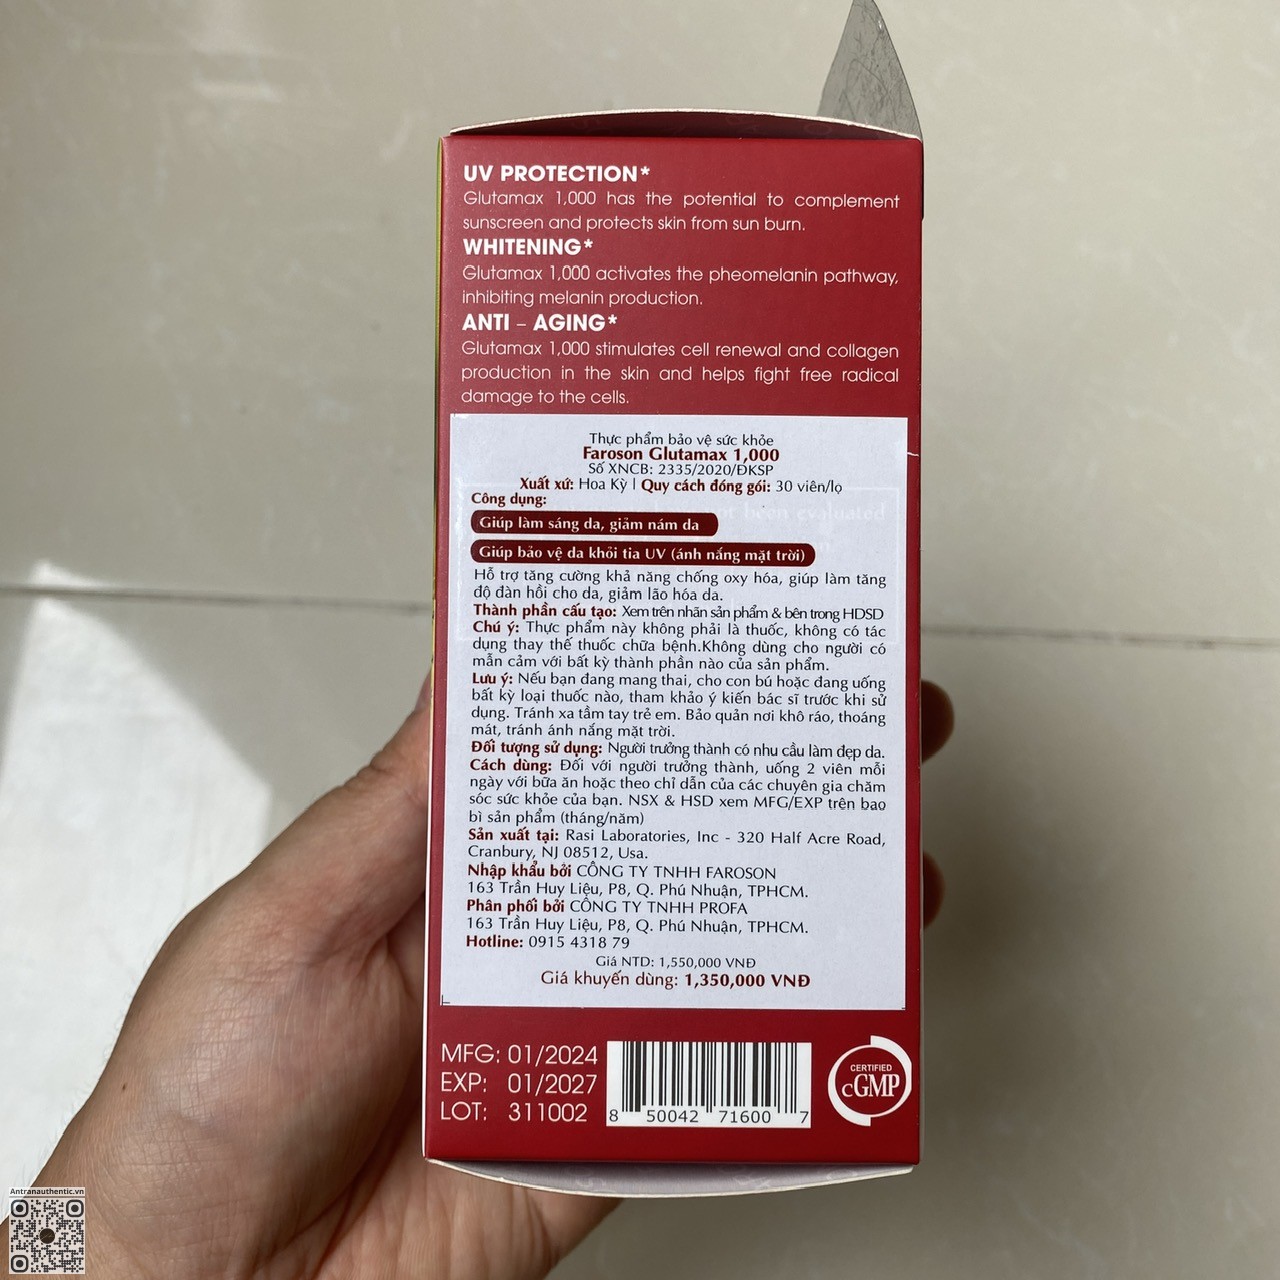 UV PROTECTION*
Glutamax 1,000 has the potential to complement
sunscreen and protects skin from sun burn.
WHITENING*
Glutamax 1,000 activates the pheomelanin pathway,
inhibiting melanin production.
ANTI – AGING*
Glutamax 1,000 stimulates cell renewal and collagen
production in the skin and helps fight free radical
damage to the cells.
Thực phẩm bảo vệ sức khỏe
Faroson Glutamax 1,000
Số XNCB: 2335/2020/ĐKSP
Xuất xứ: Hoa Kỳ | Quy cách đóng gói: 30 viên/lọ
Công dụng:
Giúp làm sáng da, giảm nám da
been evaluated
Giúp bảo vệ da khỏi tia UV (ánh nắng mặt trời)
Hỗ trợ tăng cường khả năng chống oxy hóa, giúp làm tăng
độ đàn hồi cho da, giảm lão hóa da.
Thành phần cấu tạo: Xem trên nhãn sản phẩm & bên trong HDSD
Chú ý: Thực phẩm này không phải là thuốc, không có tác
dụng thay thế thuốc chữa bệnh.Không dùng cho người có
mẫn cảm với bất kỳ thành phần nào của sản phẩm.
Lưu ý: Nếu bạn đang mang thai, cho con bú hoặc đang uống
bất kỳ loại thuốc nào, tham khảo ý kiến bác sĩ trước khi sử
dụng. Tránh xa tầm tay trẻ em. Bảo quản nơi khô ráo, thoáng
mát, tránh ánh nắng mặt trời.
Đối tượng sử dụng: Người trưởng thành có nhu cầu làm đẹp da.
Cách dùng: Đối với người trưởng thành, uống 2 viên mỗi
ngày với bữa ăn hoặc theo chỉ dẫn của các chuyên gia chăm
sóc sức khỏe của bạn. NSX & HSD xem MFG/EXP trên bao
bì sản phẩm (tháng/năm)
Sản xuất tại: Rasi Laboratories, Inc - 320 Half Acre Road,
Cranbury, NJ 08512, Usa.
Nhập khẩu bởi CÔNG TY TNHH FAROSON
163 Trần Huy Liệu, P8, Q. Phú Nhuận, TPHCM.
Phân phối bởi CÔNG TY TNHH PROFA
163 Trần Huy Liệu, P8, Q. Phú Nhuận, TPHCM.
Hotline: 0915 4318 79
Giá NTD: 1,550,000 VNĐ
Giá khuyến dùng: 1,350,000 VNĐ
MFG: 01/2024
EXP: 01/2027
LOT: 311002
8 50042 71600 7
CERTIFIED
cGMP
Antranauthentic.vn